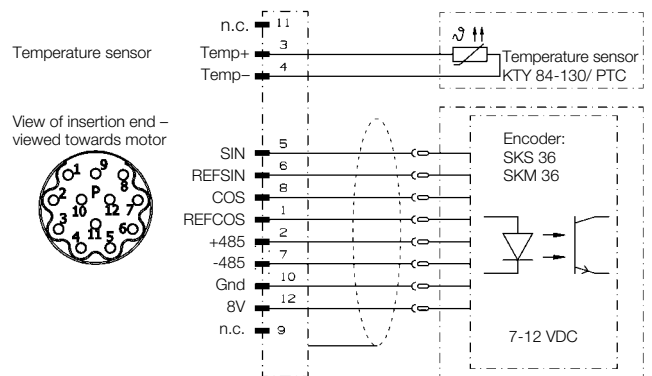 n.c. 11
Temperature sensor
Temp+ 3
Temp– 4
ϑ
Temperature sensor
KTY 84-130/ PTC
View of insertion end –
viewed towards motor
1 9 8
2 P 7
10 12
3 11 6
4 5
SIN 5
REFSIN 6
COS 8
REFCOS 1
+485 2
-485 7
Gnd 10
8V 12
n.c. 9
Encoder:
SKS 36
SKM 36
7-12 VDC